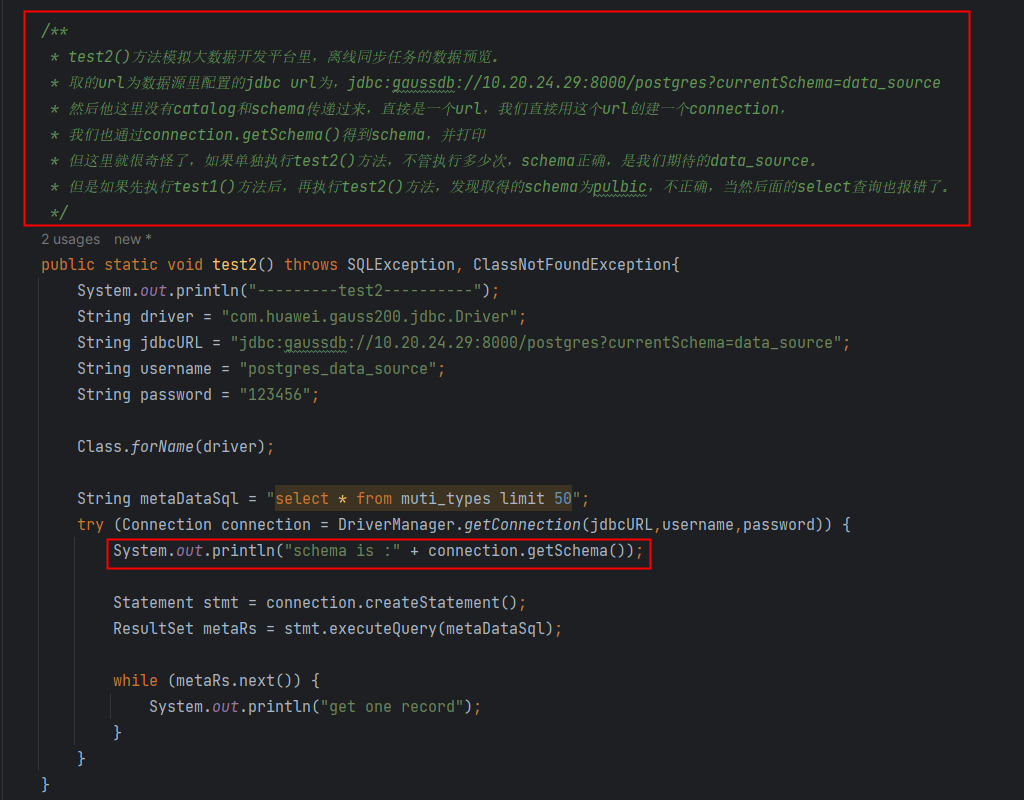 /**
* test2()方法模拟大数据开发平台里，离线同步任务的数据预览。
* 取的url为数据源里配置的jdbc url为，jdbc:gaussdb://10.20.24.29:8000/postgres?currentSchema=data_source
* 然后他这里没有catalog和schema传递过来，直接是一个url，我们直接用这个url创建一个connection，
* 我们也通过connection.getSchema()得到schema，并打印
* 但这里就很奇怪了，如果单独执行test2()方法，不管执行多少次，schema正确，是我们期待的data_source.
* 但是如果先执行test1()方法后，再执行test2()方法，发现取得的schema为pulbic，不正确，当然后面的select查询也报错了。
*/
2 usages new *
public static void test2() throws SQLException, ClassNotFoundException{
System.out.println("---------test2----------");
String driver = "com.huawei.gauss200.jdbc.Driver";
String jdbcURL = "jdbc:gaussdb://10.20.24.29:8000/postgres?currentSchema=data_source";
String username = "postgres_data_source";
String password = "123456";
Class.forName(driver);
String metaDataSql = "select * from muti_types limit 50";
try (Connection connection = DriverManager.getConnection(jdbcURL,username,password)) {
System.out.println("schema is :" + connection.getSchema());
Statement stmt = connection.createStatement();
ResultSet metaRs = stmt.executeQuery(metaDataSql);
while (metaRs.next()) {
System.out.println("get one record");
}
}
}